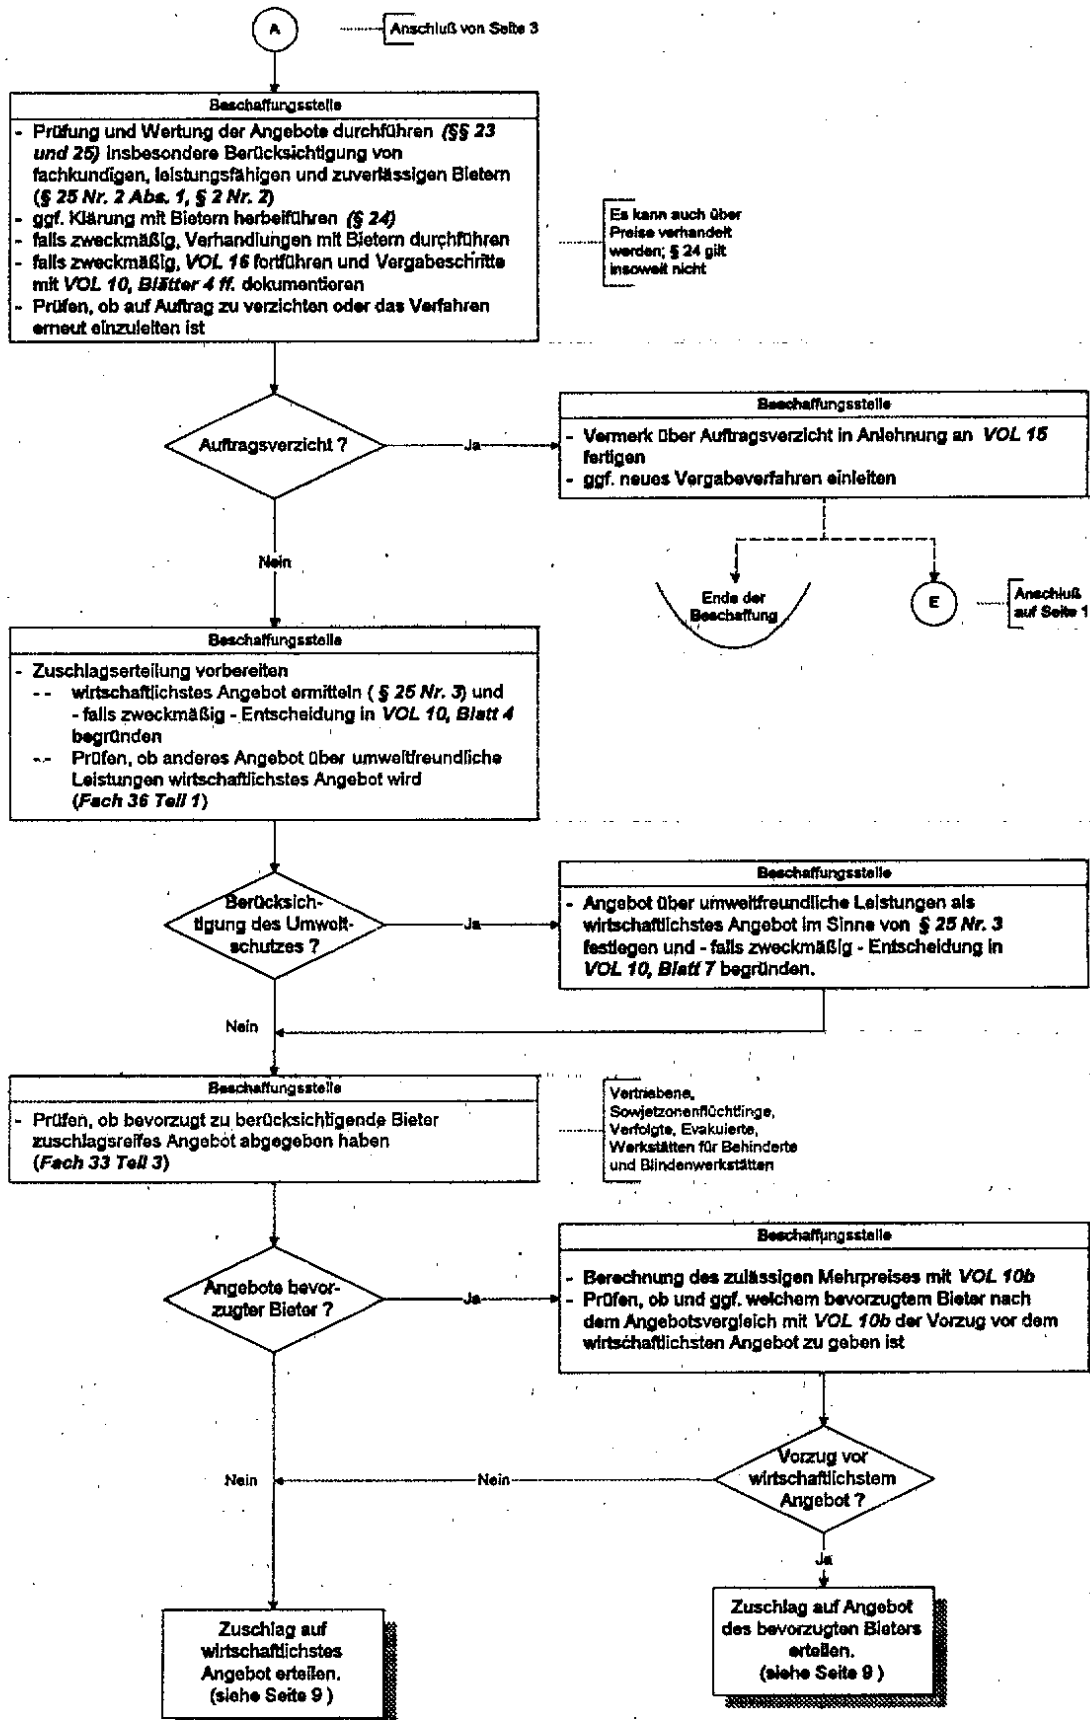 A
Anschluß von Seite 3
Beschaffungsstelle
- Prüfung und Wertung der Angebote durchführen (§§ 23
und 25) insbesondere Berücksichtigung von
fachkundigen, leistungsfähigen und zuverlässigen Bietern
(§ 25 Nr. 2 Abs. 1, § 2 Nr. 2)
- ggf. Klärung mit Bietern herbeiführen (§ 24)
- falls zweckmäßig, Verhandlungen mit Bietern durchführen
- falls zweckmäßig, VOL 16 fortführen und Vergabeschritte
mit VOL 10, Blätter 4 ff. dokumentieren
- Prüfen, ob auf Auftrag zu verzichten oder das Verfahren
erneut einzuleiten ist
Es kann auch über
Preise verhandelt
werden; § 24 gilt
insoweit nicht
Auftragsverzicht ?
Ja
Beschaffungsstelle
- Vermerk über Auftragsverzicht in Anlehnung an VOL 15
fertigen
- ggf. neues Vergabeverfahren einleiten
Nein
Ende der
Beschaffung
E
Anschluß
auf Seite 1
Beschaffungsstelle
- Zuschlagserteilung vorbereiten
-- wirtschaftlichstes Angebot ermitteln ( § 25 Nr. 3) und
- falls zweckmäßig - Entscheidung in VOL 10, Blatt 4
begründen
-- Prüfen, ob anderes Angebot über umweltfreundliche
Leistungen wirtschaftlichstes Angebot wird
(Fach 36 Teil 1)
Berücksich-
tigung des Umwelt-
schutzes ?
Ja
Beschaffungsstelle
- Angebot über umweltfreundliche Leistungen als
wirtschaftlichstes Angebot im Sinne von § 25 Nr. 3
festlegen und - falls zweckmäßig - Entscheidung in
VOL 10, Blatt 7 begründen.
Nein
Beschaffungsstelle
- Prüfen, ob bevorzugt zu berücksichtigende Bieter
zuschlagsreifes Angebot abgegeben haben
(Fach 33 Teil 3)
Vertriebene,
Sowjetzonenflüchtlinge,
Verfolgte, Evakuierte,
Werkstätten für Behinderte
und Blindenwerkstätten
Angebote bevor-
zugter Bieter ?
Ja
Beschaffungsstelle
- Berechnung des zulässigen Mehrpreises mit VOL 10b
- Prüfen, ob und ggf. welchem bevorzugtem Bieter nach
dem Angebotsvergleich mit VOL 10b der Vorzug vor dem
wirtschaftlichsten Angebot zu geben ist
Vorzug vor
wirtschaftlichstem
Angebot ?
Nein
Nein
Ja
Zuschlag auf
wirtschaftlichstes
Angebot erteilen.
(siehe Seite 9 )
Zuschlag auf Angebot
des bevorzugten Bieters
erteilen.
(siehe Seite 9 )